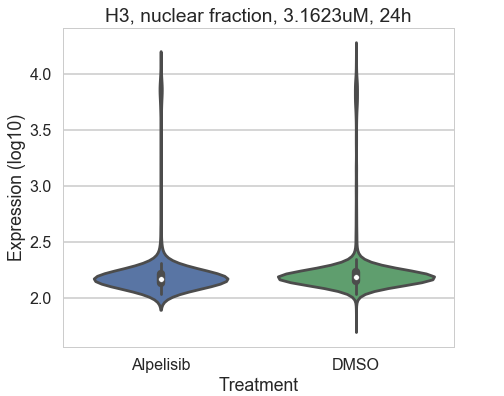 H3, nuclear fraction, 3.1623uM, 24h
Expression (log10)
4.0
3.5
3.0
2.5
2.0
Alpelisib DMSO
Treatment